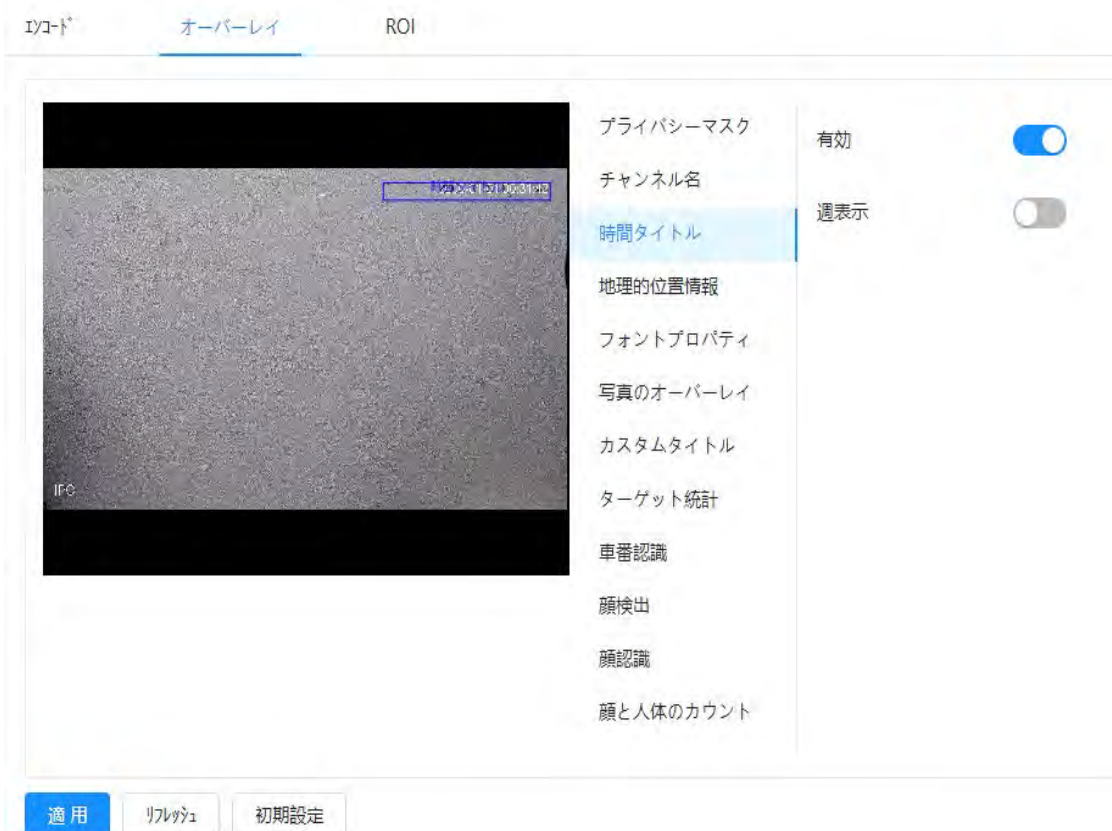 ｴﾝｺｰﾄﾞ
オーバーレイ
ROI
IPC
プライバシーマスク
チャンネル名
時間タイトル
地理的位置情報
フォントプロパティ
写真のオーバーレイ
カスタムタイトル
ターゲット統計
車番認識
顔検出
顔認識
顔と人体のカウント
有効
週表示
適用
ﾘﾌﾚｯｼｭ
初期設定